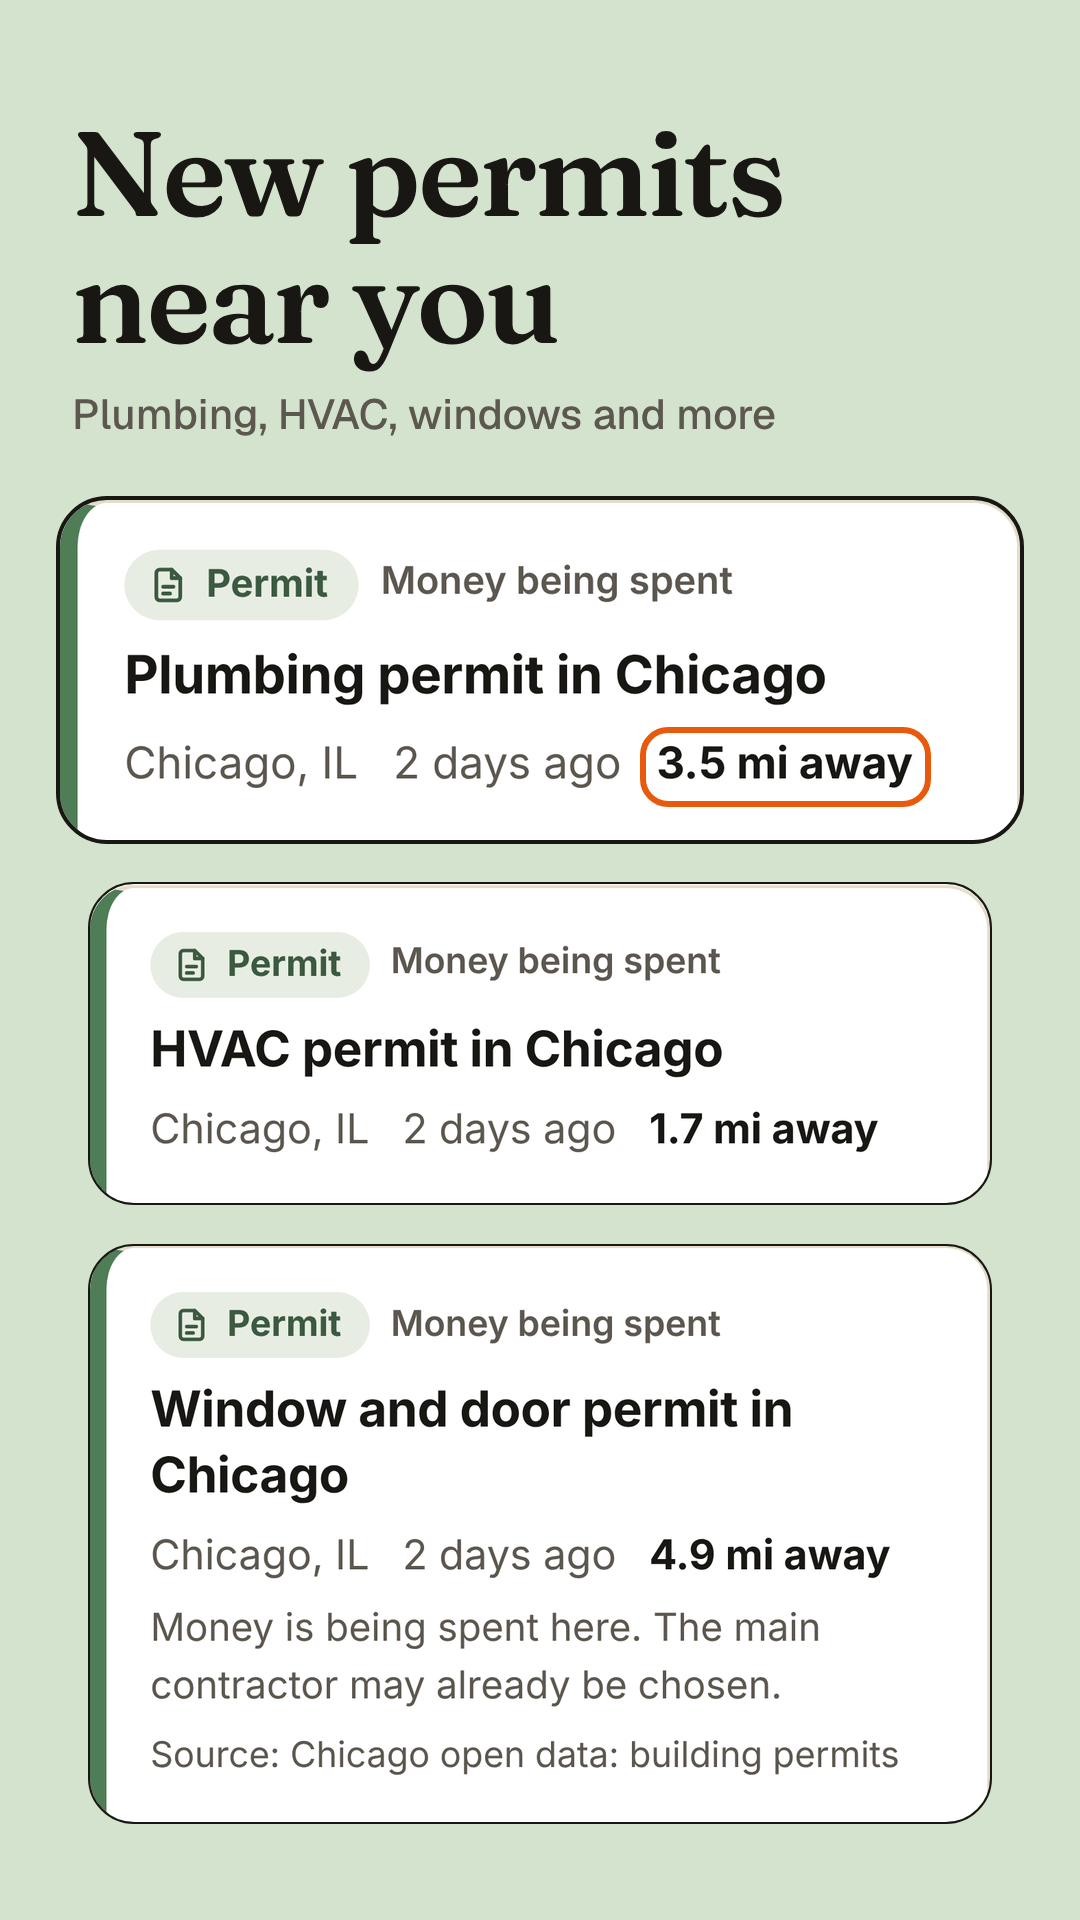 New permits
near you
Plumbing, HVAC, windows and more
Permit Money being spent
Plumbing permit in Chicago
Chicago, IL 2 days ago 3.5 mi away
Permit Money being spent
HVAC permit in Chicago
Chicago, IL 2 days ago 1.7 mi away
Permit Money being spent
Window and door permit in
Chicago
Chicago, IL 2 days ago 4.9 mi away
Money is being spent here. The main
contractor may already be chosen.
Source: Chicago open data: building permits